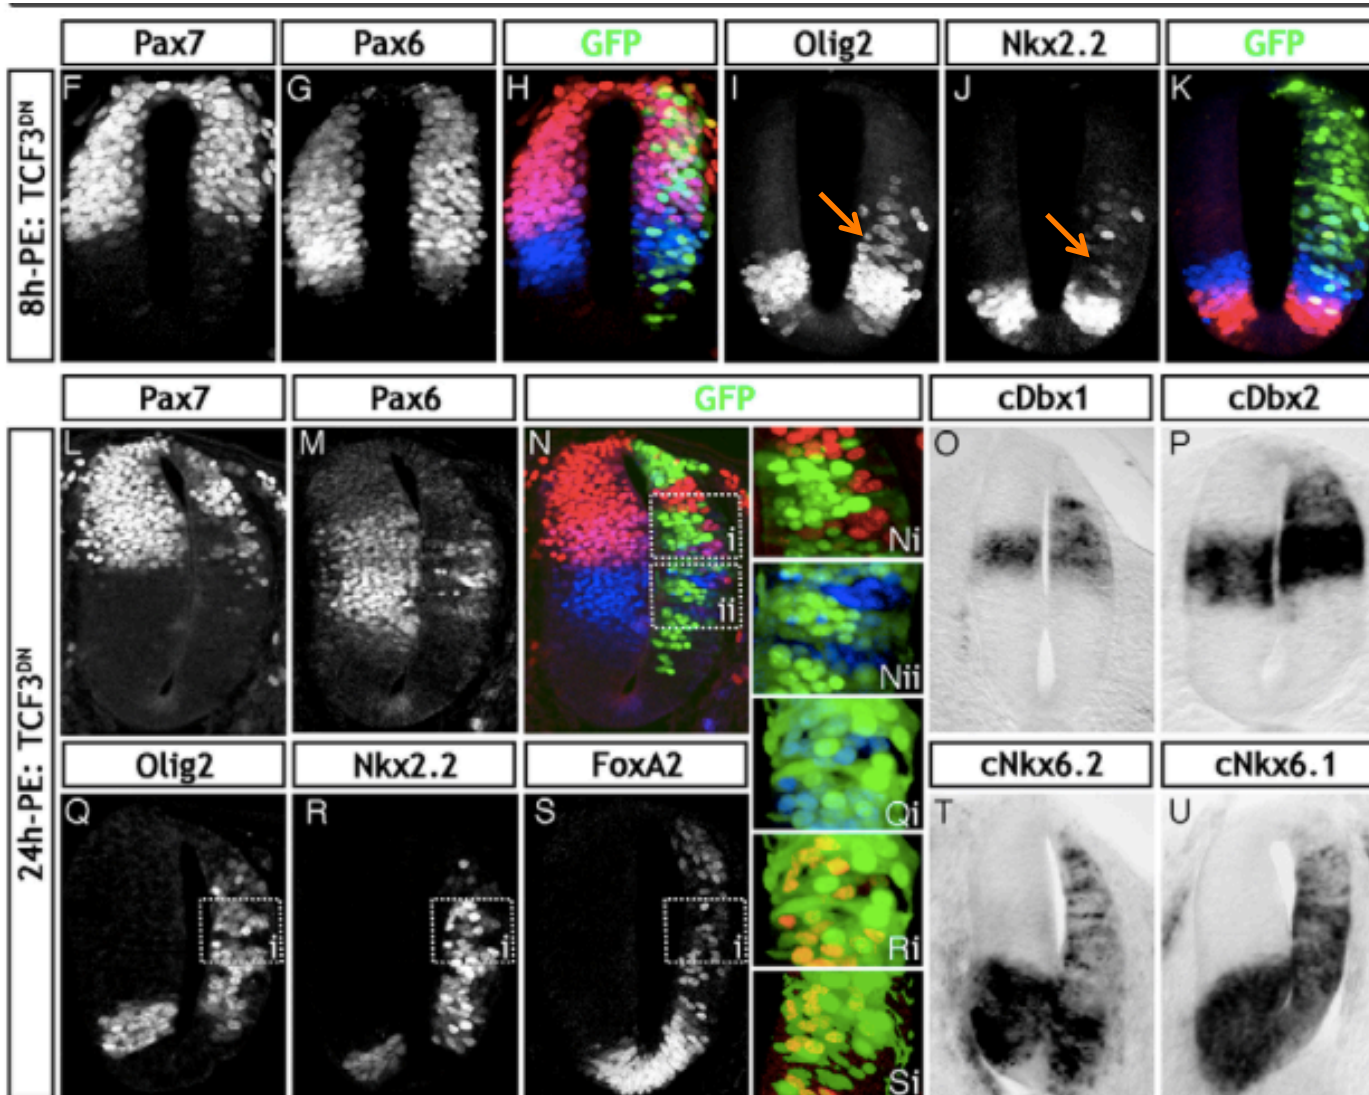 Pax7 Pax6 GFP Olig2 Nkx2.2 GFP
8h-PE: TCF3DN
F G H I J K
Pax7 Pax6 GFP cDbx1 cDbx2
24h-PE: TCF3DN
L M N i ii Ni Nii O P
Olig2 Nkx2.2 FoxA2 Qi cNkx6.2 cNkx6.1
Q i R i S i Ri Si T U